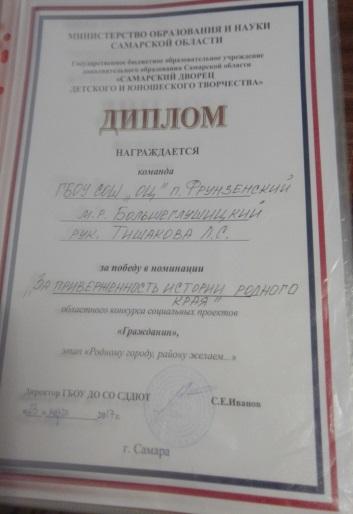 МИНИСТЕРСТВО ОБРАЗОВАНИЯ И НАУКИ
САМАРСКОЙ ОБЛАСТИ
Государственное бюджетное образовательное учреждение
дополнительного образования Самарской области
«САМАРСКИЙ ДВОРЕЦ
ДЕТСКОГО И ЮНОШЕСКОГО ТВОРЧЕСТВА»
ДИПЛОМ
НАГРАЖДАЕТСЯ
команда
ГБОУ СОШ „ОЦ" п. Фрунзенский
м.р. Большеглушицкий
рук. Тишакова Л.С.
за победу в номинации
„За приверженность истории родного
края"
областного конкурса социальных проектов
«Гражданин»,
этап «Родному городу, району желаем...»
Директор ГБОУ ДО СО СДДЮТ
С.Е.Иванов
2017г.
г. Самара